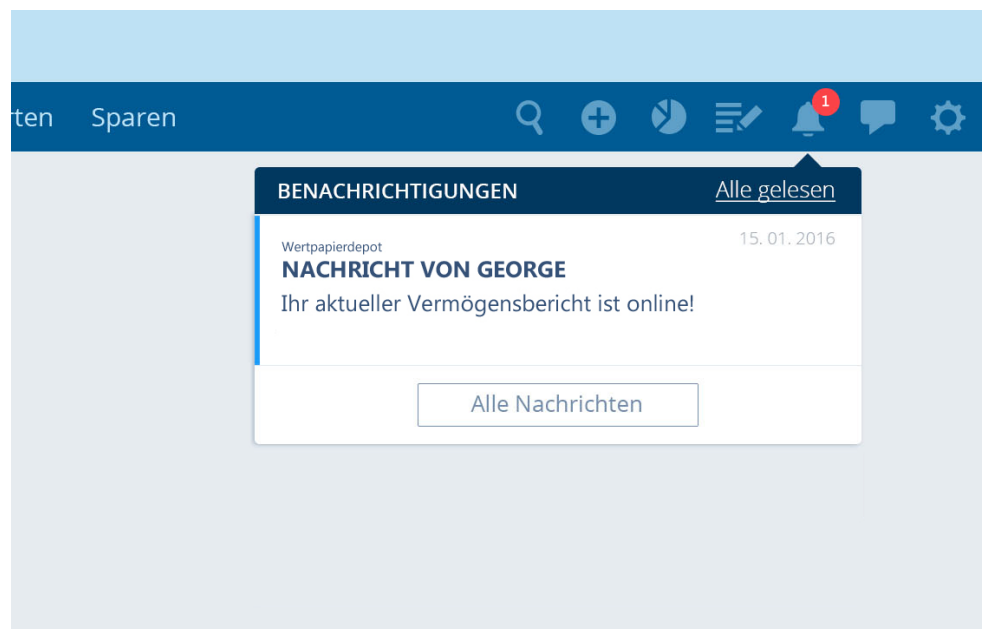 rten Sparen
1
BENACHRICHTIGUNGEN Alle gelesen
Wertpapierdepot 15. 01. 2016
NACHRICHT VON GEORGE
Ihr aktueller Vermögensbericht ist online!
Alle Nachrichten